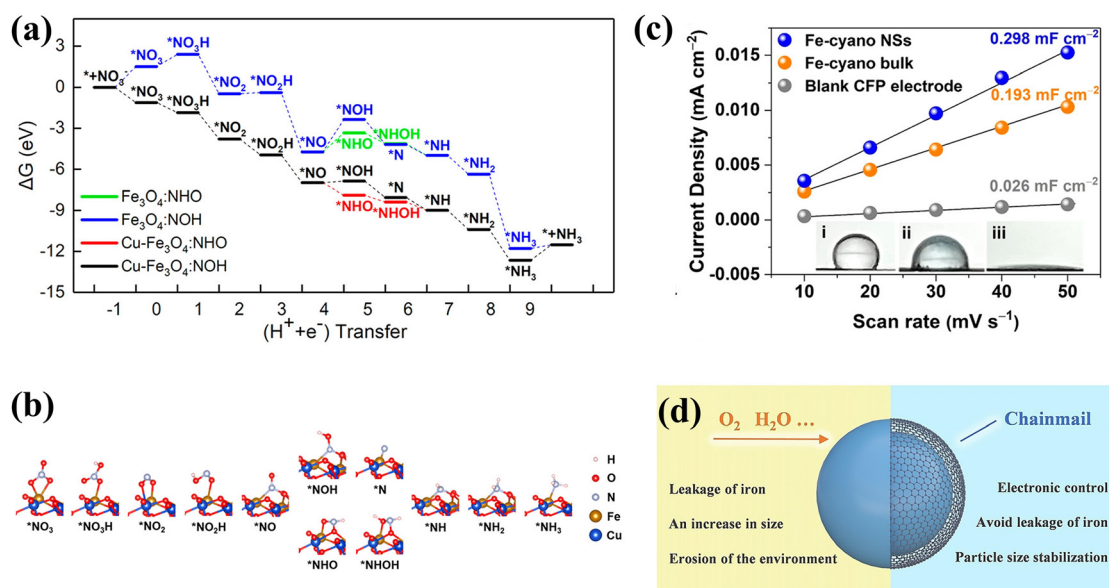 (a)
ΔG (eV)
3
0
-3
-6
-9
-12
-15
*+NO₃
*NO₃
*NO₃H
*NO₂
*NO₂H
*NO
*NOH
*NHO
*NHOH
*N
*NH
*NH₂
*NH₃
*+NH₃
*NO₃
*NO₃H
*NO₂
*NO₂H
*NO
*NOH
*NHO
*N
*NHOH
*NH
*NH₂
*NH₃
Fe₃O₄:NHO
Fe₃O₄:NOH
Cu-Fe₃O₄:NHO
Cu-Fe₃O₄:NOH
-1 0 1 2 3 4 5 6 7 8 9
(H⁺+e⁻) Transfer
(c)
Current Density (mA cm⁻²)
0.015
0.010
0.005
0.000
-0.005
Fe-cyano NSs
Fe-cyano bulk
Blank CFP electrode
0.298 mF cm⁻²
0.193 mF cm⁻²
0.026 mF cm⁻²
i ii iii
10 20 30 40 50
Scan rate (mV s⁻¹)
(b)
*NO₃
*NO₃H
*NO₂
*NO₂H
*NO
*NOH
*N
*NHO
*NHOH
*NH
*NH₂
*NH₃
H
O
N
Fe
Cu
(d)
O₂ H₂O ...
Leakage of iron
An increase in size
Erosion of the environment
Chainmail
Electronic control
Avoid leakage of iron
Particle size stabilization